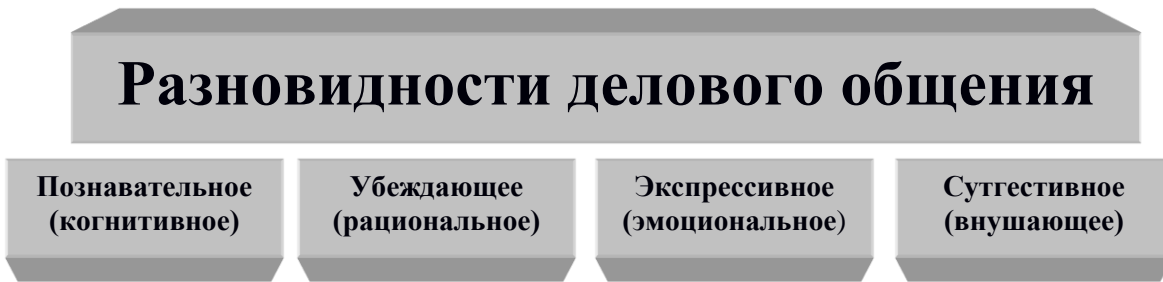 Разновидности делового общения
Познавательное
(когнитивное)
Убеждающее
(рациональное)
Экспрессивное
(эмоциональное)
Сутгестивное
(внушающее)